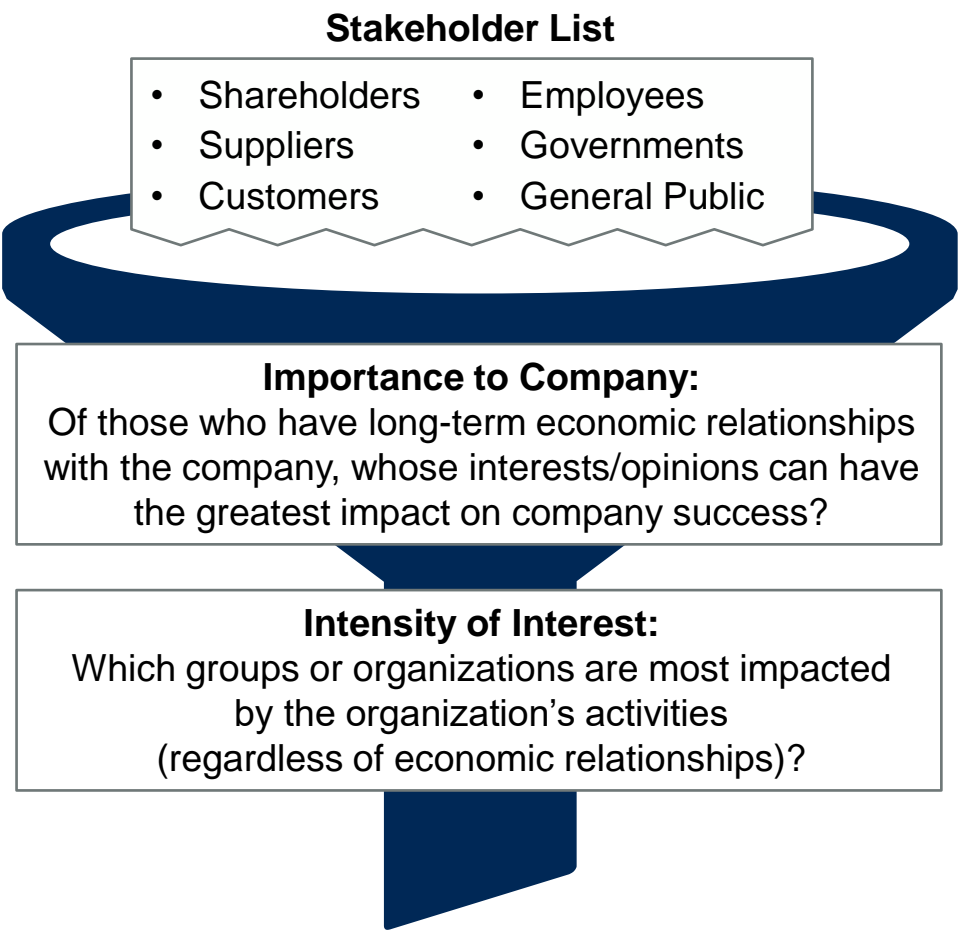 Stakeholder List
• Shareholders
• Suppliers
• Customers
• Employees
• Governments
• General Public
Importance to Company:
Of those who have long-term economic relationships
with the company, whose interests/opinions can have
the greatest impact on company success?
Intensity of Interest:
Which groups or organizations are most impacted
by the organization’s activities
(regardless of economic relationships)?